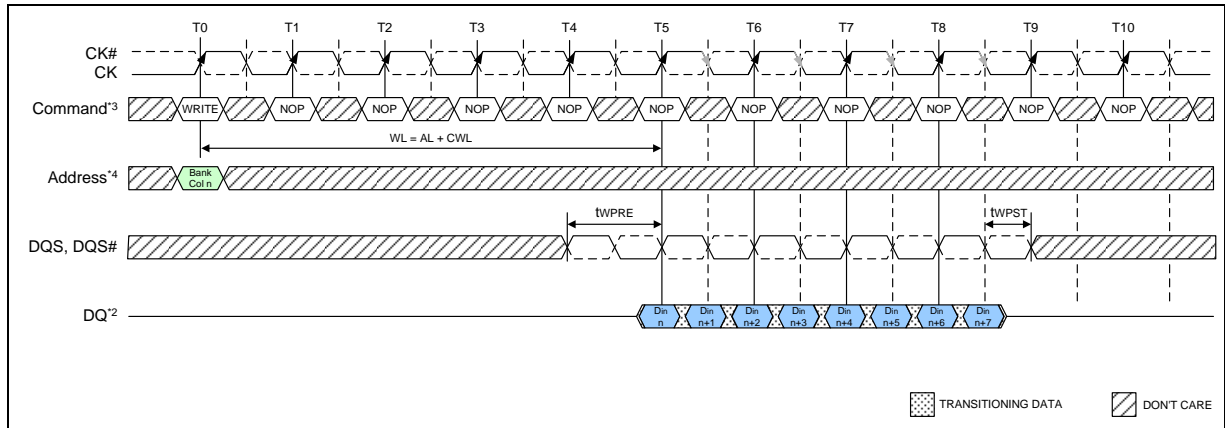 T0 T1 T2 T3 T4 T5 T6 T7 T8 T9 T10
CK#
CK
Command*3 WRITE NOP NOP NOP NOP NOP NOP NOP NOP NOP NOP
WL = AL + CWL
Address*4 Bank Col n
tWPRE tWPST
DQS, DQS#
DQ*2 Din n Din n+1 Din n+2 Din n+3 Din n+4 Din n+5 Din n+6 Din n+7
TRANSITIONING DATA DON'T CARE